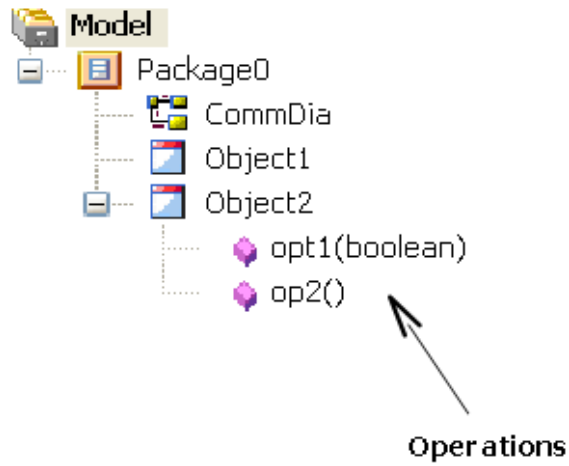 Model
Package0
CommDia
Object1
Object2
opt1(boolean)
op2()
Operations